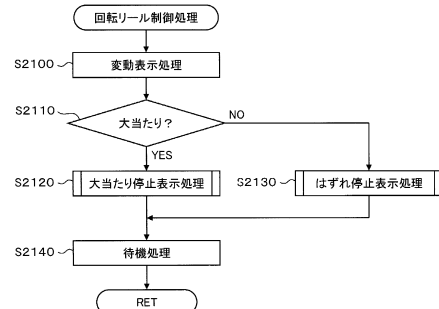 回転リール制御処理
S2100
変動表示処理
S2110
大当たり？
NO
YES
S2120
大当たり停止表示処理
S2130
はずれ停止表示処理
S2140
待機処理
RET